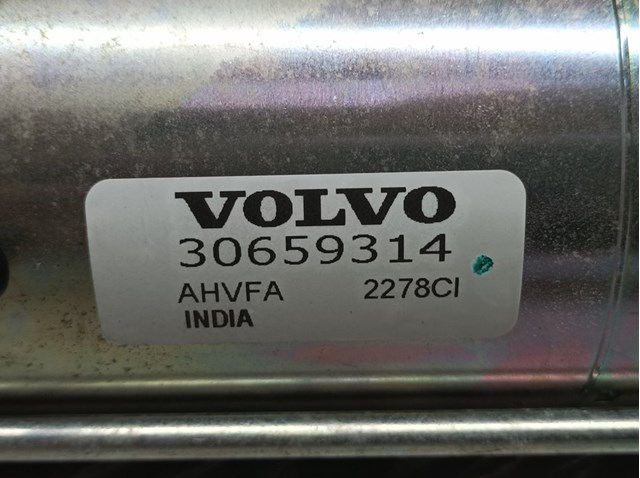 VOLVO
30659314
AHVFA 2278CI
INDIA